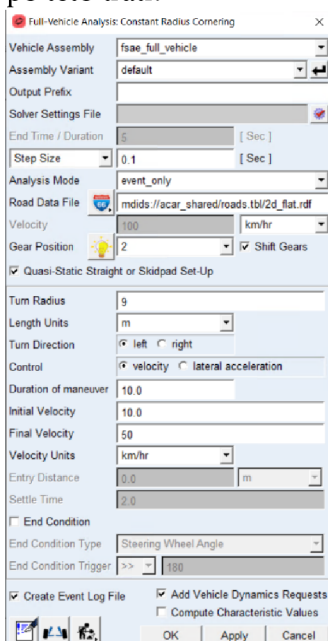 Full-Vehicle Analysis: Constant Radius Cornering
Vehicle Assembly fsae_full_vehicle
Assembly Variant default
Output Prefix
Solver Settings File
End Time / Duration 5 [ Sec ]
Step Size 0.1 [ Sec ]
Analysis Mode event_only
Road Data File 66 mdids://acar_shared/roads.tbl/2d_flat.rdf
Velocity 100 km/hr
Gear Position 2 Shift Gears
Quasi-Static Straight or Skidpad Set-Up
Turn Radius 9
Length Units m
Turn Direction left right
Control velocity lateral acceleration
Duration of maneuver 10.0
Initial Velocity 10.0
Final Velocity 50
Velocity Units km/hr
Entry Distance 0.0 m
Settle Time 2.0
End Condition
End Condition Type Steering Wheel Angle
End Condition Trigger >> 180
Create Event Log File Add Vehicle Dynamics Requests
Compute Characteristic Values
OK Apply Cancel